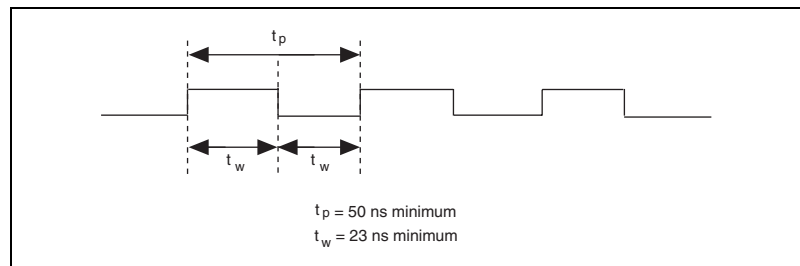 tp
tw tw
tp = 50 ns minimum
tw = 23 ns minimum